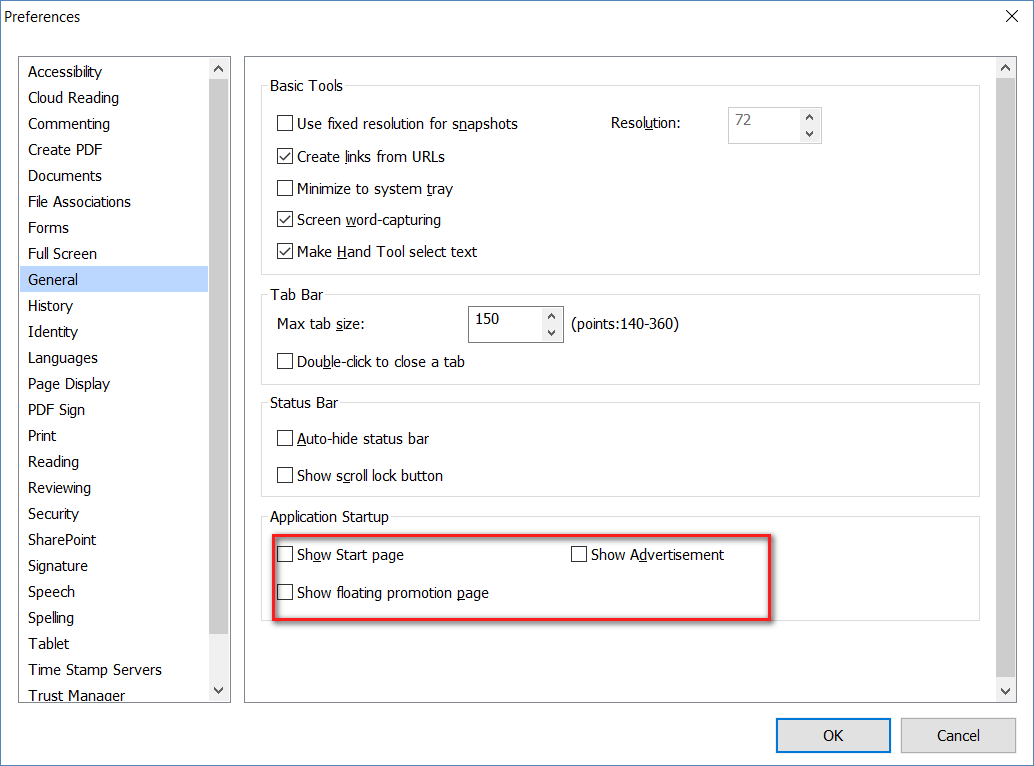 Preferences
Accessibility
Cloud Reading
Commenting
Create PDF
Documents
File Associations
Forms
Full Screen
General
History
Identity
Languages
Page Display
PDF Sign
Print
Reading
Reviewing
Security
SharePoint
Signature
Speech
Spelling
Tablet
Time Stamp Servers
Trust Manager
Basic Tools
Use fixed resolution for snapshots Resolution: 72
Create links from URLs
Minimize to system tray
Screen word-capturing
Make Hand Tool select text
Tab Bar
Max tab size: 150 (points:140-360)
Double-click to close a tab
Status Bar
Auto-hide status bar
Show scroll lock button
Application Startup
Show Start page Show Advertisement
Show floating promotion page
OK Cancel